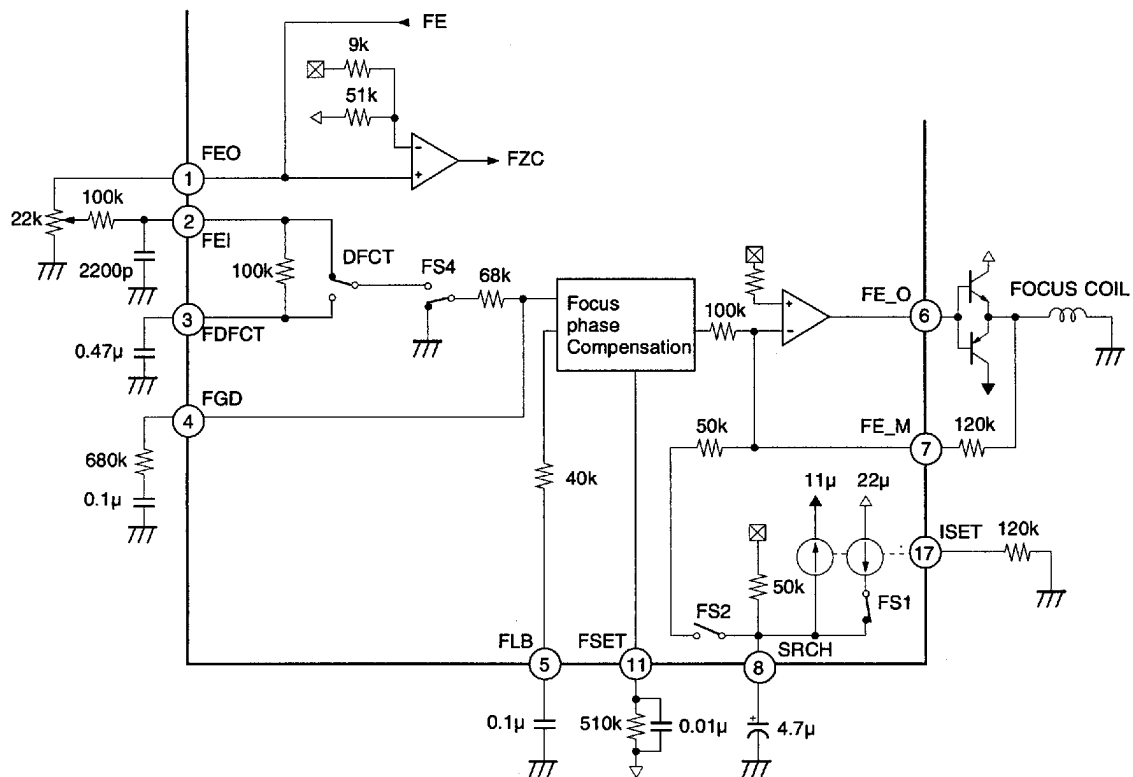 FE
9k
51k
FEO
FZC
1
100k
22k
2
FEI
2200p
100k
DFCT
FS4
68k
3
FDFCT
0.47μ
Focus
phase
Compensation
100k
FE_O
6
FOCUS COIL
FGD
4
680k
0.1μ
50k
FE_M
7
120k
40k
11μ
22μ
ISET
17
120k
50k
FS2
FS1
FLB
5
FSET
11
SRCH
8
0.1μ
510k
0.01μ
+
4.7μ